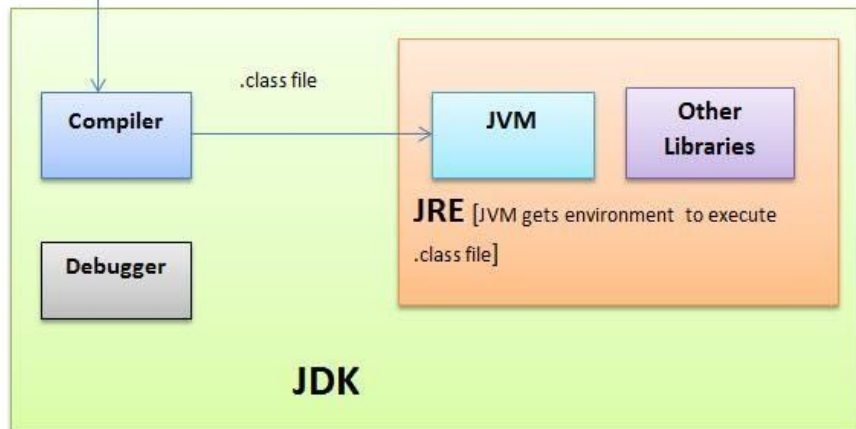 .class file
Compiler
JVM
Other
Libraries
JRE [JVM gets environment to execute
.class file]
Debugger
JDK